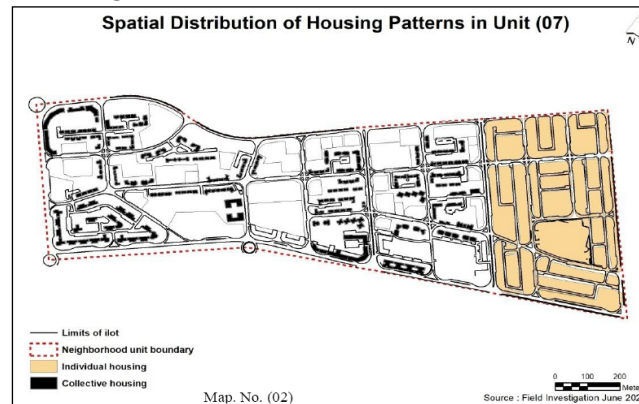 Spatial Distribution of Housing Patterns in Unit (07)
N
Limits of ilot
Neighborhood unit boundary
Individual housing
Collective housing
Map. No. (02)
0 100 200
Source : Field Investigation June